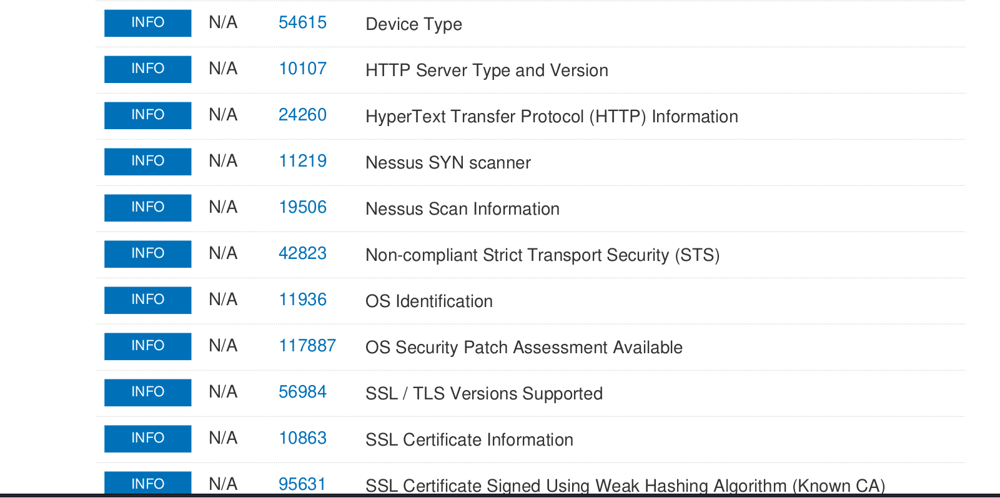 INFO N/A 54615 Device Type
INFO N/A 10107 HTTP Server Type and Version
INFO N/A 24260 HyperText Transfer Protocol (HTTP) Information
INFO N/A 11219 Nessus SYN scanner
INFO N/A 19506 Nessus Scan Information
INFO N/A 42823 Non-compliant Strict Transport Security (STS)
INFO N/A 11936 OS Identification
INFO N/A 117887 OS Security Patch Assessment Available
INFO N/A 56984 SSL / TLS Versions Supported
INFO N/A 10863 SSL Certificate Information
INFO N/A 95631 SSL Certificate Signed Using Weak Hashing Algorithm (Known CA)